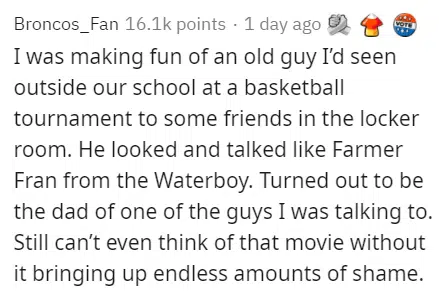 Broncos_Fan 16.1k points · 1 day ago VOTE
I was making fun of an old guy I'd seen
outside our school at a basketball
tournament to some friends in the locker
room. He looked and talked like Farmer
Fran from the Waterboy. Turned out to be
the dad of one of the guys I was talking to.
Still can't even think of that movie without
it bringing up endless amounts of shame.